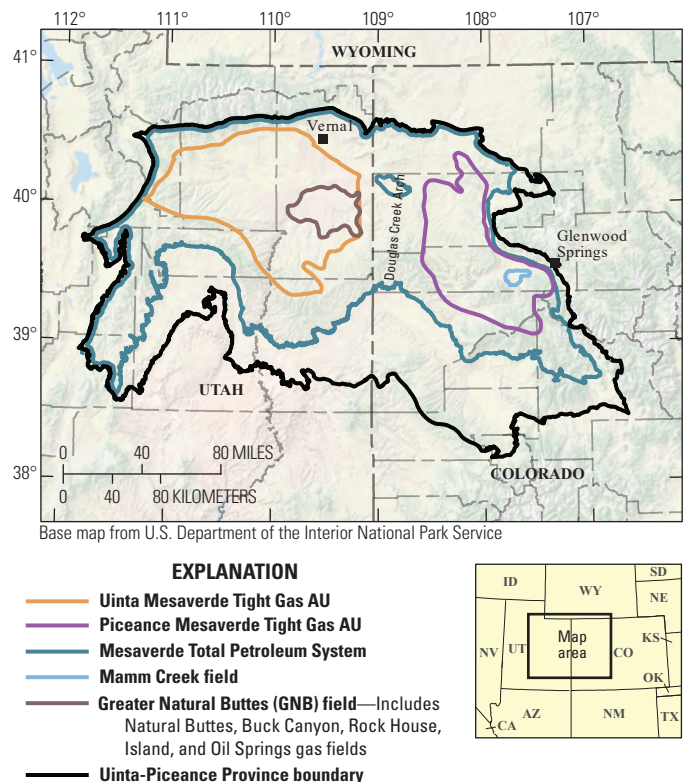 112° 111° 110° 109° 108° 107°
41°
WYOMING
Vernal
40°
Douglas Creek Arch
Glenwood
Springs
39°
UTAH
0 40 80 MILES
38°
0 40 80 KILOMETERS
COLORADO
Base map from U.S. Department of the Interior National Park Service
EXPLANATION
Uinta Mesaverde Tight Gas AU
Piceance Mesaverde Tight Gas AU
Mesaverde Total Petroleum System
Mamm Creek field
Greater Natural Buttes (GNB) field—Includes
Natural Buttes, Buck Canyon, Rock House,
Island, and Oil Springs gas fields
Uinta-Piceance Province boundary
ID
WY
SD
NE
NV
UT
Map
area
CO
KS
OK
CA
AZ
NM
TX